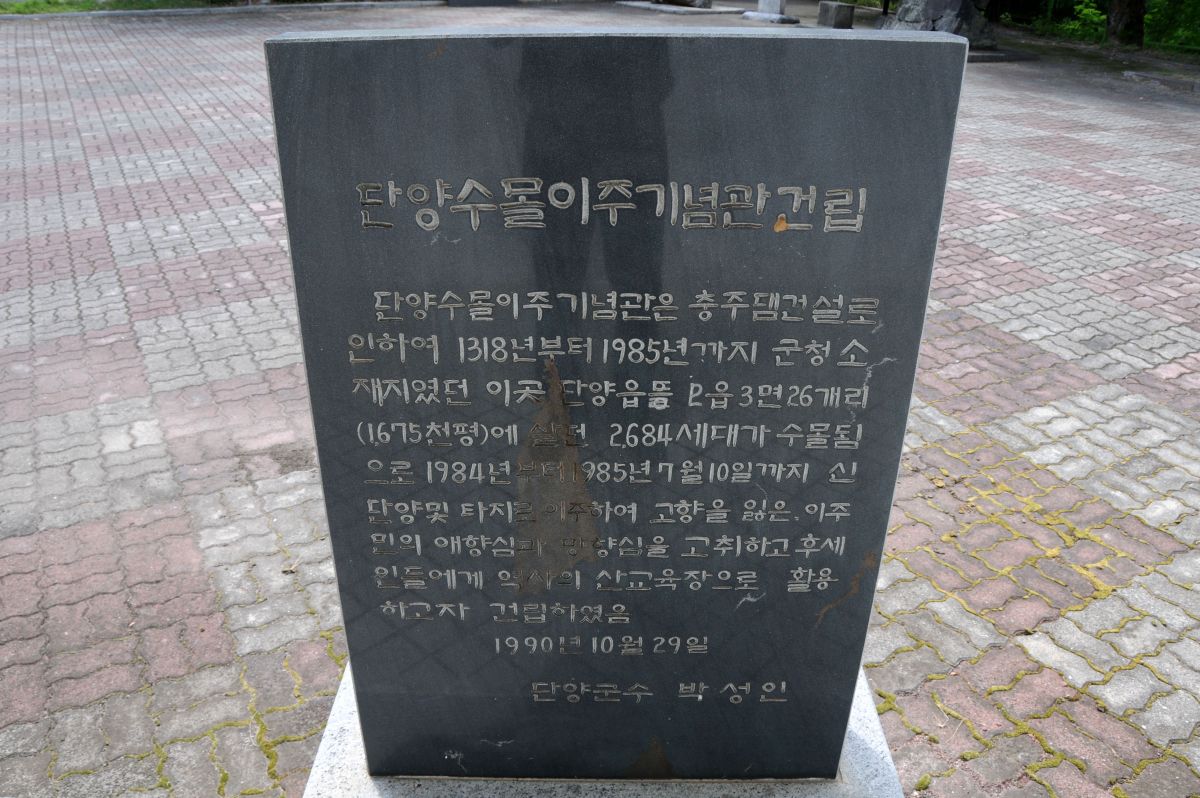 단양수몰이주기념관건립
단양수몰이주기념관은 충주댐건설로
인하여 1318년부터 1985년까지 군청소
재지였던 이곳 단양읍 읍3면26개리
(1,675천평)에 살던 2,684세대가 수몰됨
으로 1984년부터 1985년 7월10일까지 신
단양및 타지로 이주하여 고향을 잃은 이주
민의 애향심과 망향심을 고취하고 후세
인들에게 역사의 산교육장으로 활용
하고자 건립하였음
1990년 10월 29일
단양군수 박성인